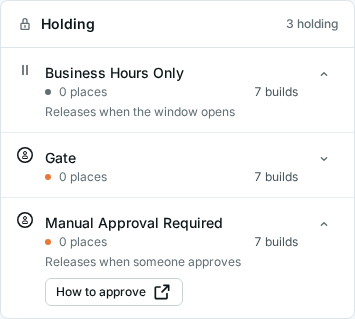 Holding 3 holding
Business Hours Only
0 places 7 builds
Releases when the window opens
Gate
0 places 7 builds
Manual Approval Required
0 places 7 builds
Releases when someone approves
How to approve